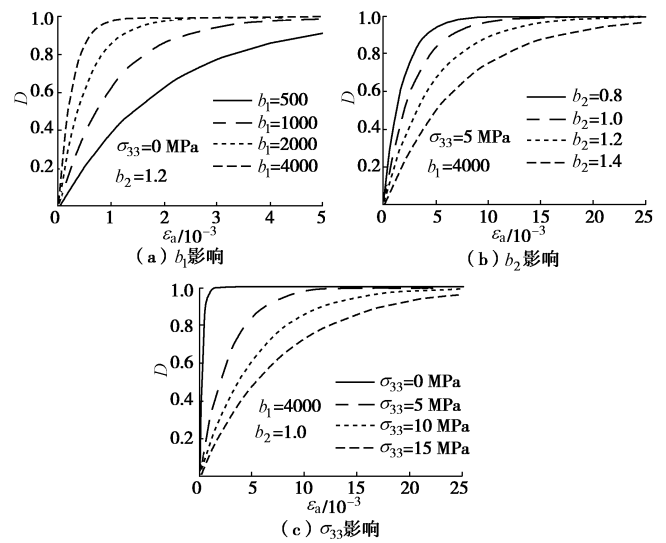 1.0
0.8
0.6
0.4
0.2
D
b₁=500
b₁=1000
b₁=2000
b₁=4000
σ₃₃=0 MPa
b₂=1.2
0 1 2 3 4 5
εₐ/10⁻³
(a) b₁影响
1.0
0.8
0.6
0.4
0.2
D
b₂=0.8
b₂=1.0
b₂=1.2
b₂=1.4
σ₃₃=5 MPa
b₁=4000
0 5 10 15 20 25
εₐ/10⁻³
(b) b₂影响
1.0
0.8
0.6
0.4
0.2
D
σ₃₃=0 MPa
σ₃₃=5 MPa
σ₃₃=10 MPa
σ₃₃=15 MPa
b₁=4000
b₂=1.0
0 5 10 15 20 25
εₐ/10⁻³
(c) σ₃₃影响